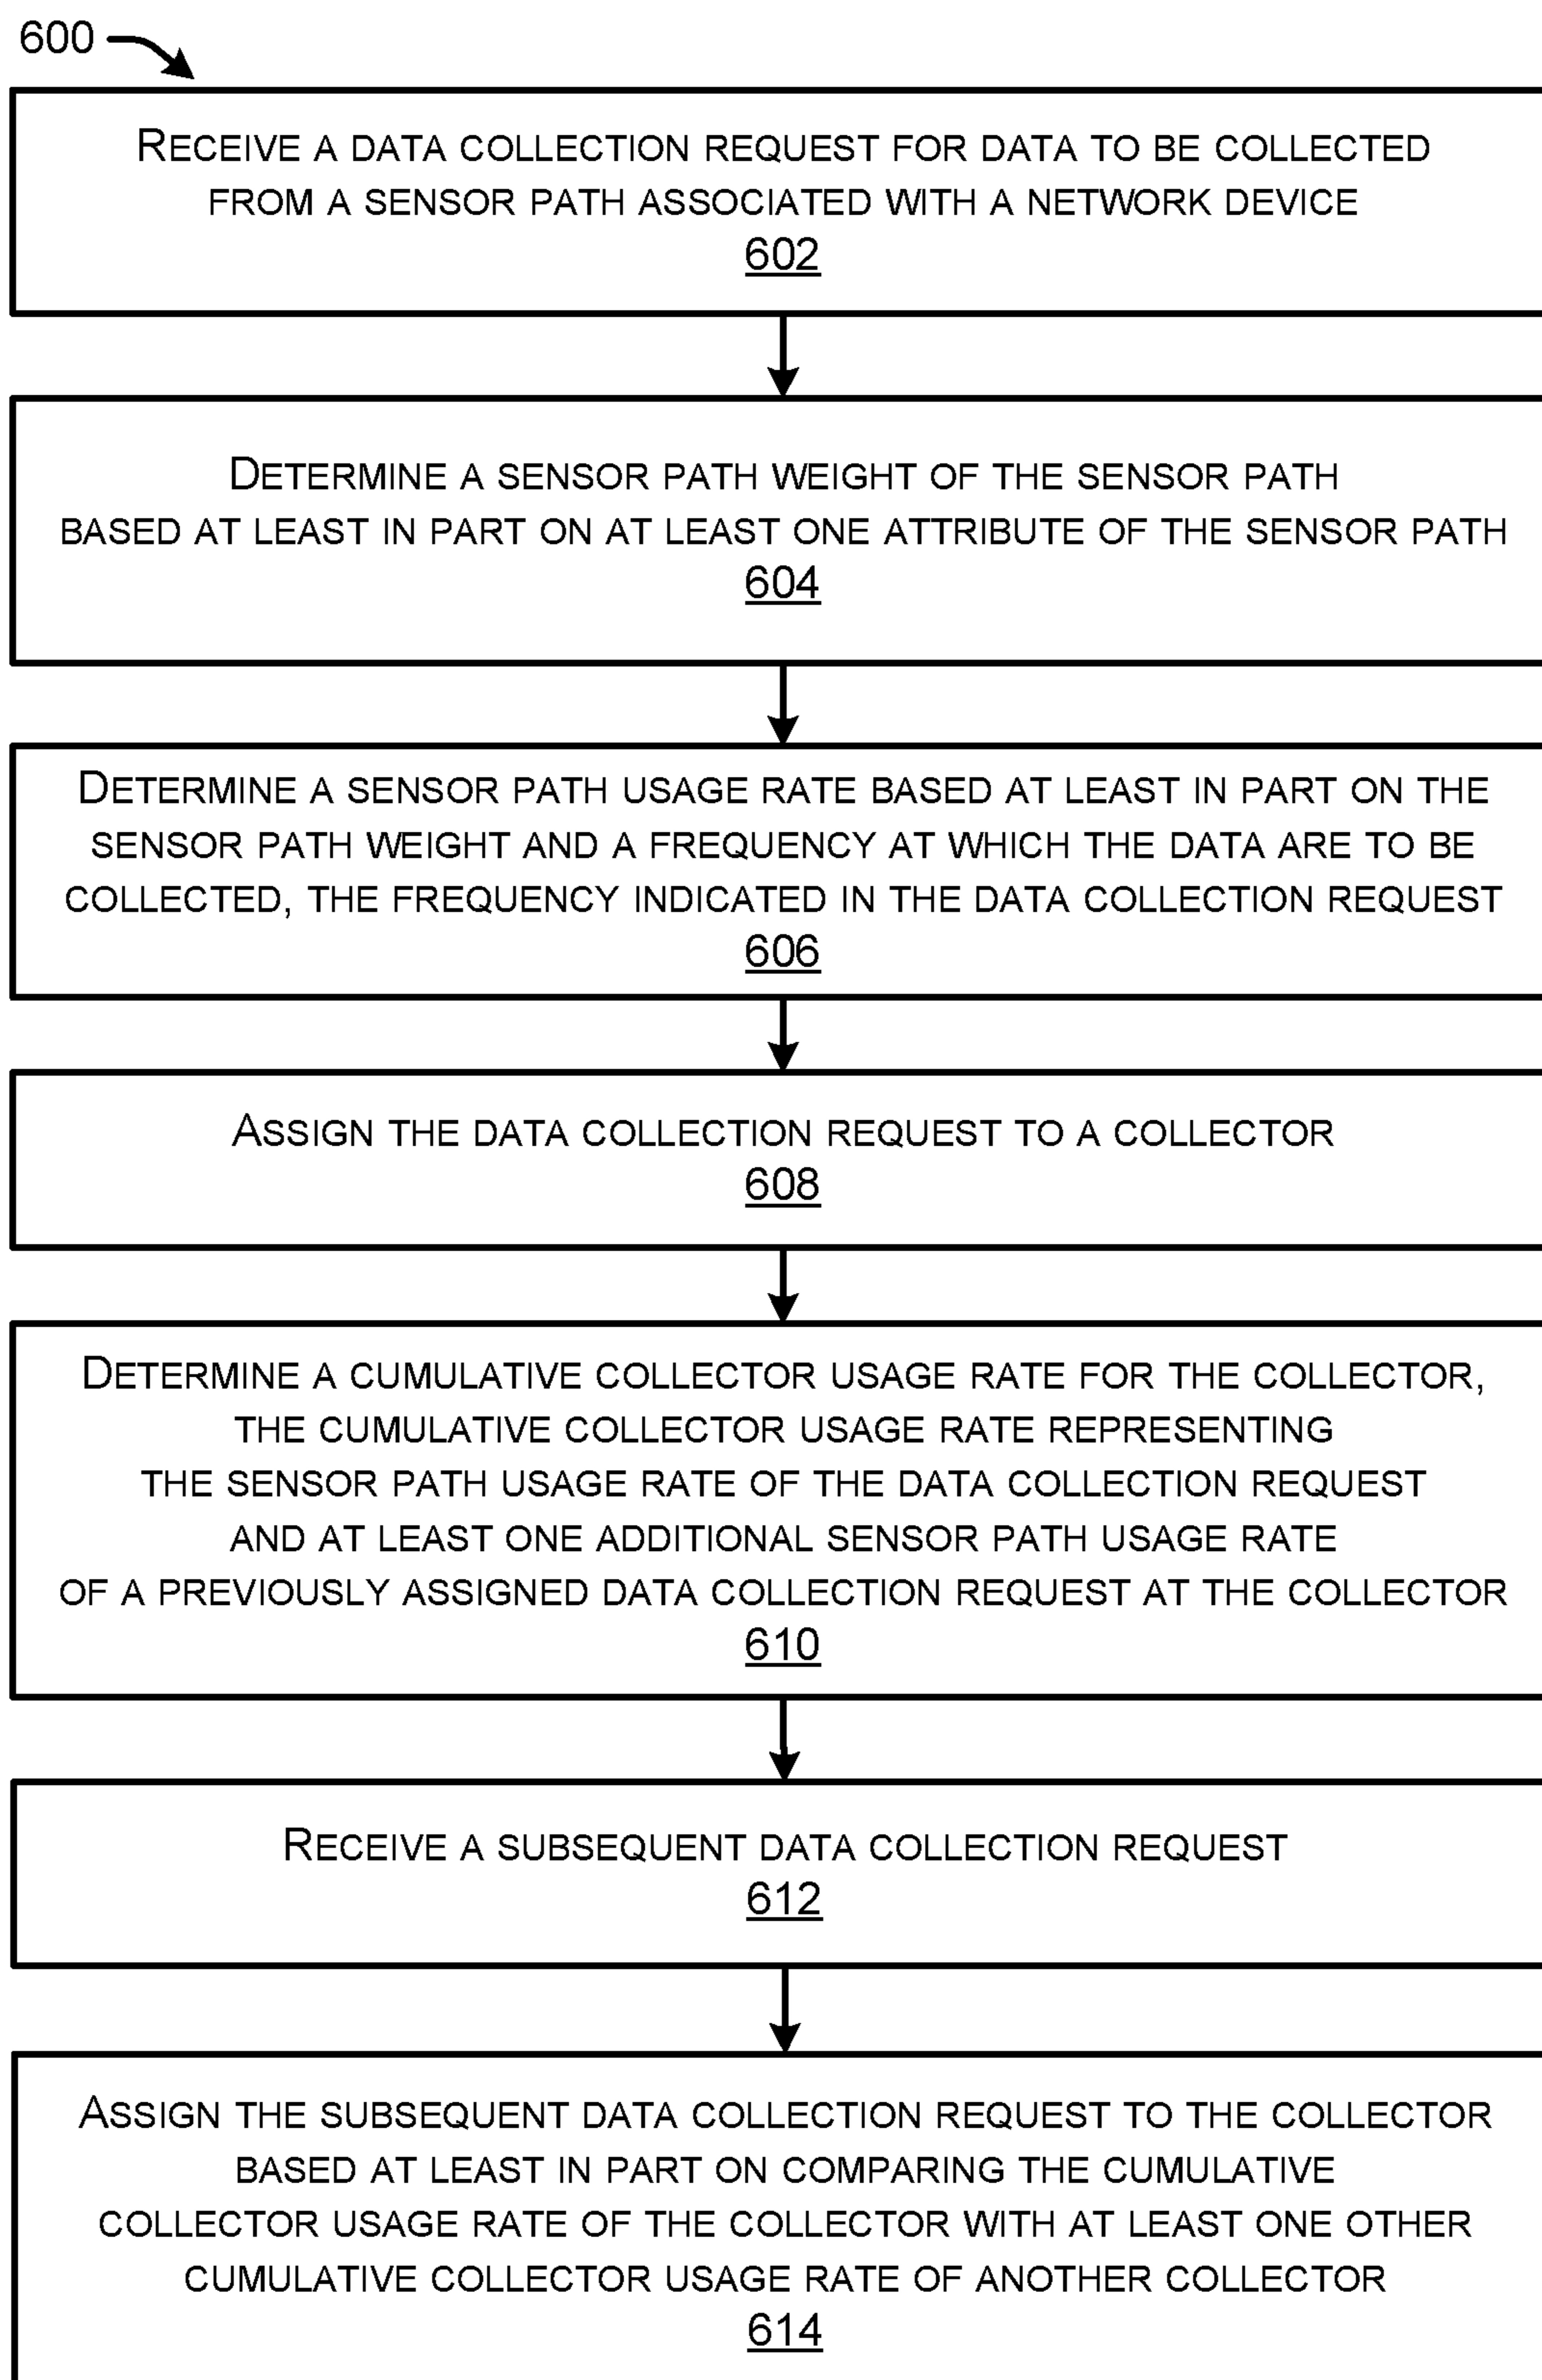 600
RECEIVE A DATA COLLECTION REQUEST FOR DATA TO BE COLLECTED
FROM A SENSOR PATH ASSOCIATED WITH A NETWORK DEVICE
602
DETERMINE A SENSOR PATH WEIGHT OF THE SENSOR PATH
BASED AT LEAST IN PART ON AT LEAST ONE ATTRIBUTE OF THE SENSOR PATH
604
DETERMINE A SENSOR PATH USAGE RATE BASED AT LEAST IN PART ON THE
SENSOR PATH WEIGHT AND A FREQUENCY AT WHICH THE DATA ARE TO BE
COLLECTED, THE FREQUENCY INDICATED IN THE DATA COLLECTION REQUEST
606
ASSIGN THE DATA COLLECTION REQUEST TO A COLLECTOR
608
DETERMINE A CUMULATIVE COLLECTOR USAGE RATE FOR THE COLLECTOR,
THE CUMULATIVE COLLECTOR USAGE RATE REPRESENTING
THE SENSOR PATH USAGE RATE OF THE DATA COLLECTION REQUEST
AND AT LEAST ONE ADDITIONAL SENSOR PATH USAGE RATE
OF A PREVIOUSLY ASSIGNED DATA COLLECTION REQUEST AT THE COLLECTOR
610
RECEIVE A SUBSEQUENT DATA COLLECTION REQUEST
612
ASSIGN THE SUBSEQUENT DATA COLLECTION REQUEST TO THE COLLECTOR
BASED AT LEAST IN PART ON COMPARING THE CUMULATIVE
COLLECTOR USAGE RATE OF THE COLLECTOR WITH AT LEAST ONE OTHER
CUMULATIVE COLLECTOR USAGE RATE OF ANOTHER COLLECTOR
614